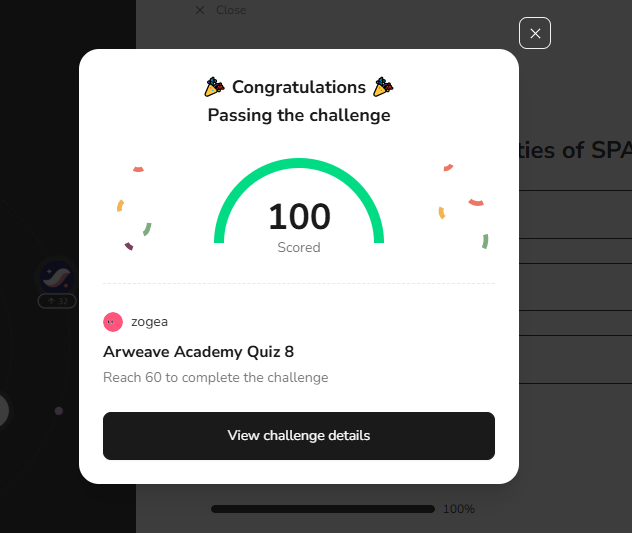 Close
🎉 Congratulations 🎉
Passing the challenge
ties of SPA
100
Scored
32
zogea
Arweave Academy Quiz 8
Reach 60 to complete the challenge
View challenge details
100%